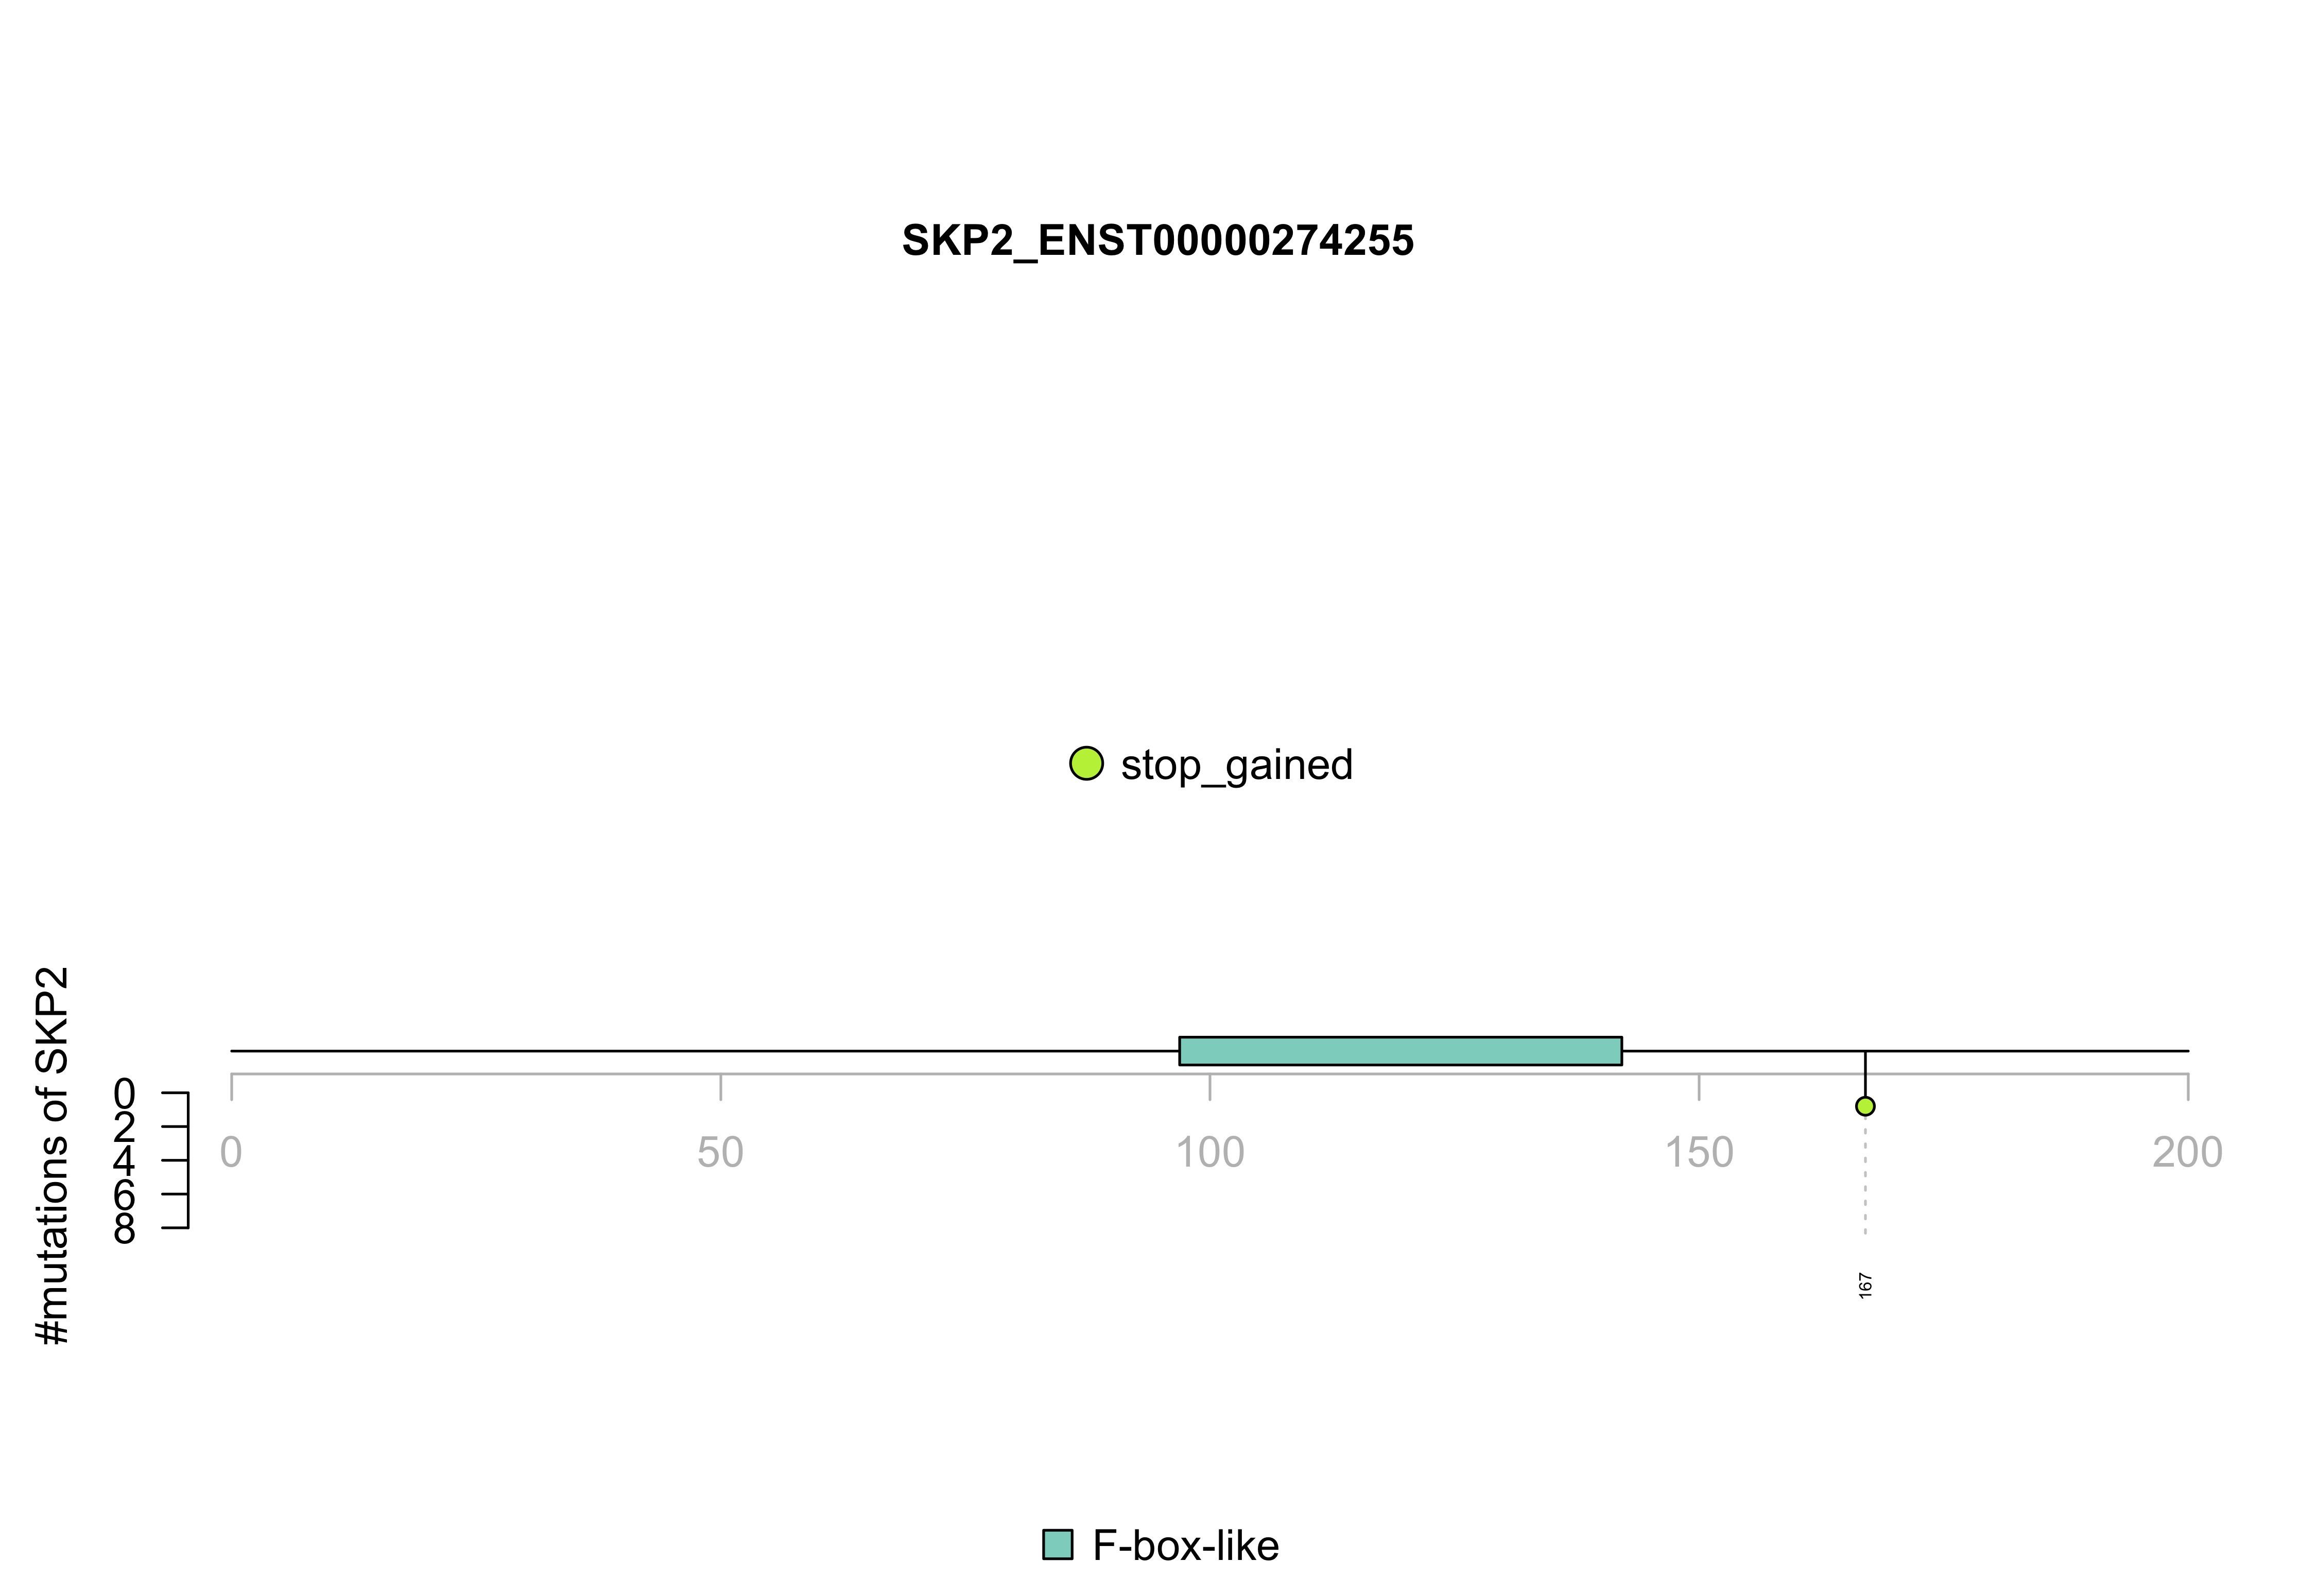 SKP2_ENST00000274255
stop_gained
#mutations of SKP2
0
2
4
6
8
0 50 100 150 200
167
F-box-like